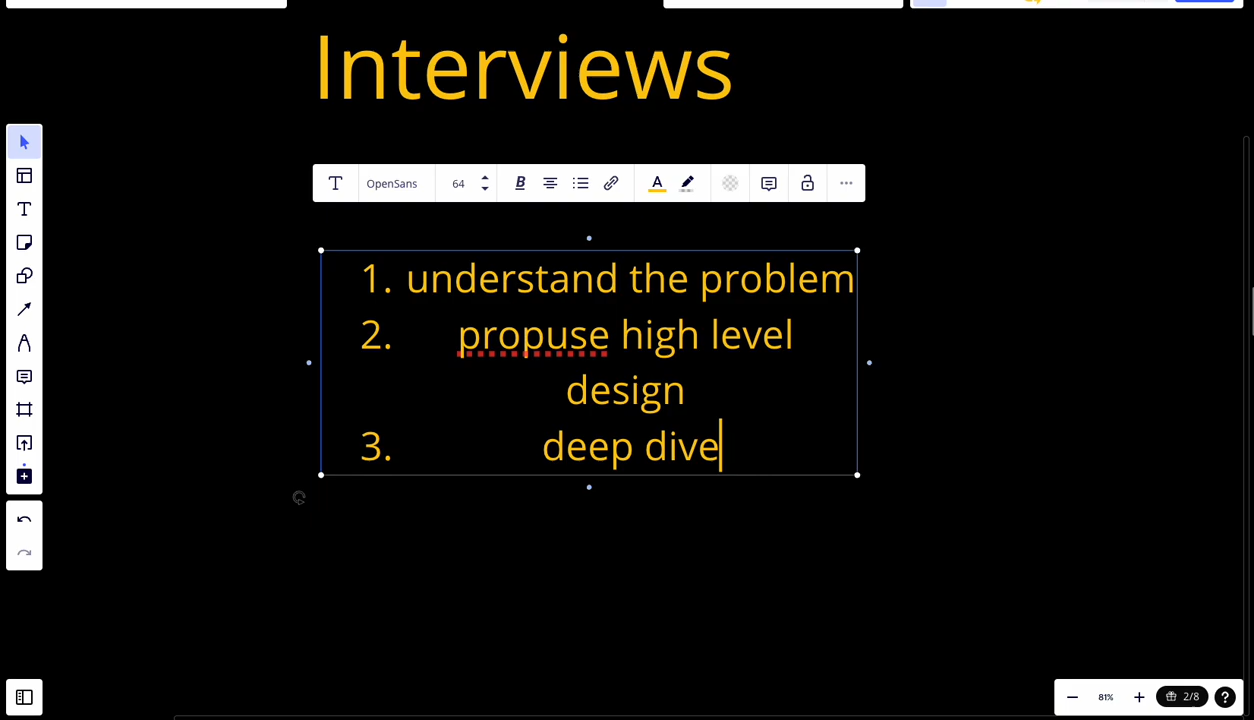 Interviews
OpenSans 64 B A
1. understand the problem
2. propuse high level
design
3. deep dive
81% 2/8 ?